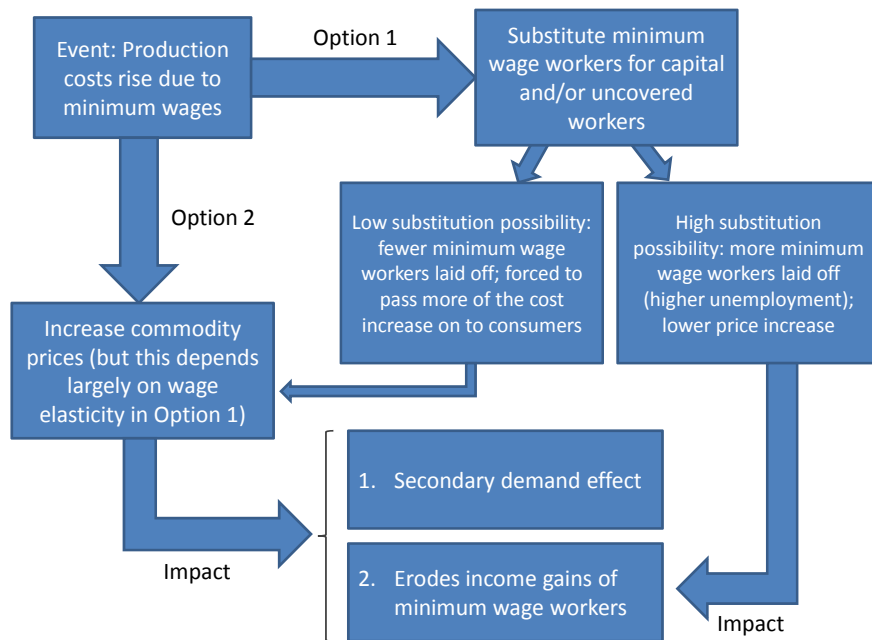 Event: Production
costs rise due to
minimum wages
Option 1
Substitute minimum
wage workers for capital
and/or uncovered
workers
Option 2
Low substitution possibility:
fewer minimum wage
workers laid off; forced to
pass more of the cost
increase on to consumers
High substitution
possibility: more minimum
wage workers laid off
(higher unemployment);
lower price increase
Increase commodity
prices (but this depends
largely on wage
elasticity in Option 1)
1. Secondary demand effect
Impact
2. Erodes income gains of
minimum wage workers
Impact